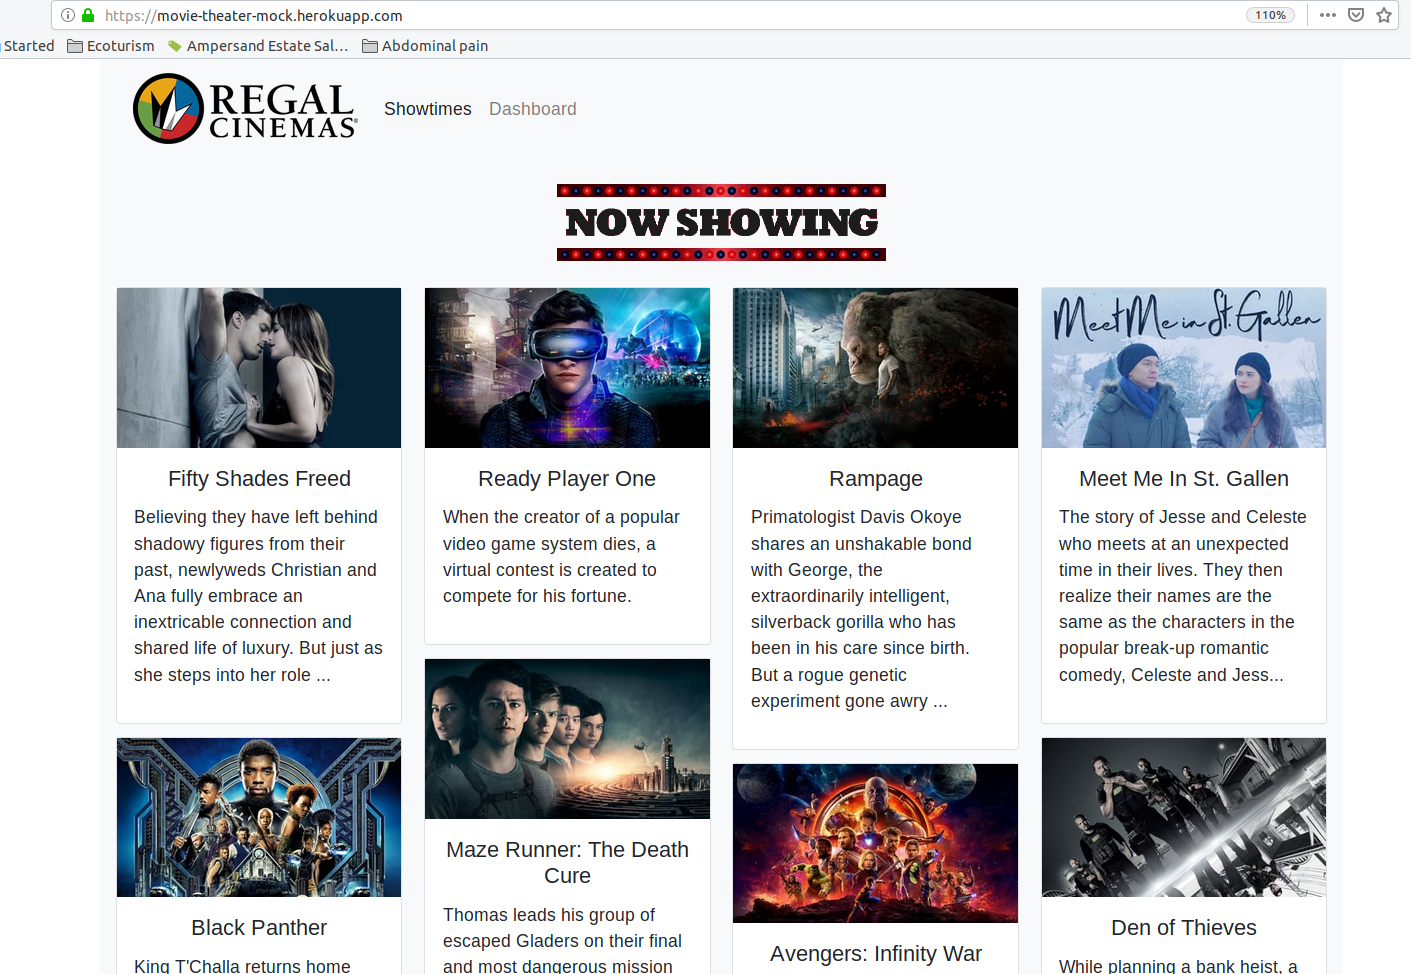 https://movie-theater-mock.herokuapp.com
110%
Started
Ecoturism
Ampersand Estate Sal...
Abdominal pain
REGAL
CINEMAS®
Showtimes
Dashboard
NOW SHOWING
Meet Me in St. Gallen
Fifty Shades Freed
Believing they have left behind
shadowy figures from their
past, newlyweds Christian and
Ana fully embrace an
inextricable connection and
shared life of luxury. But just as
she steps into her role ...
Ready Player One
When the creator of a popular
video game system dies, a
virtual contest is created to
compete for his fortune.
Rampage
Primatologist Davis Okoye
shares an unshakable bond
with George, the
extraordinarily intelligent,
silverback gorilla who has
been in his care since birth.
But a rogue genetic
experiment gone awry ...
Meet Me In St. Gallen
The story of Jesse and Celeste
who meets at an unexpected
time in their lives. They then
realize their names are the
same as the characters in the
popular break-up romantic
comedy, Celeste and Jess...
Black Panther
King T'Challa returns home
Maze Runner: The Death
Cure
Thomas leads his group of
escaped Gladers on their final
and most dangerous mission
Avengers: Infinity War
Den of Thieves
While planning a bank heist, a